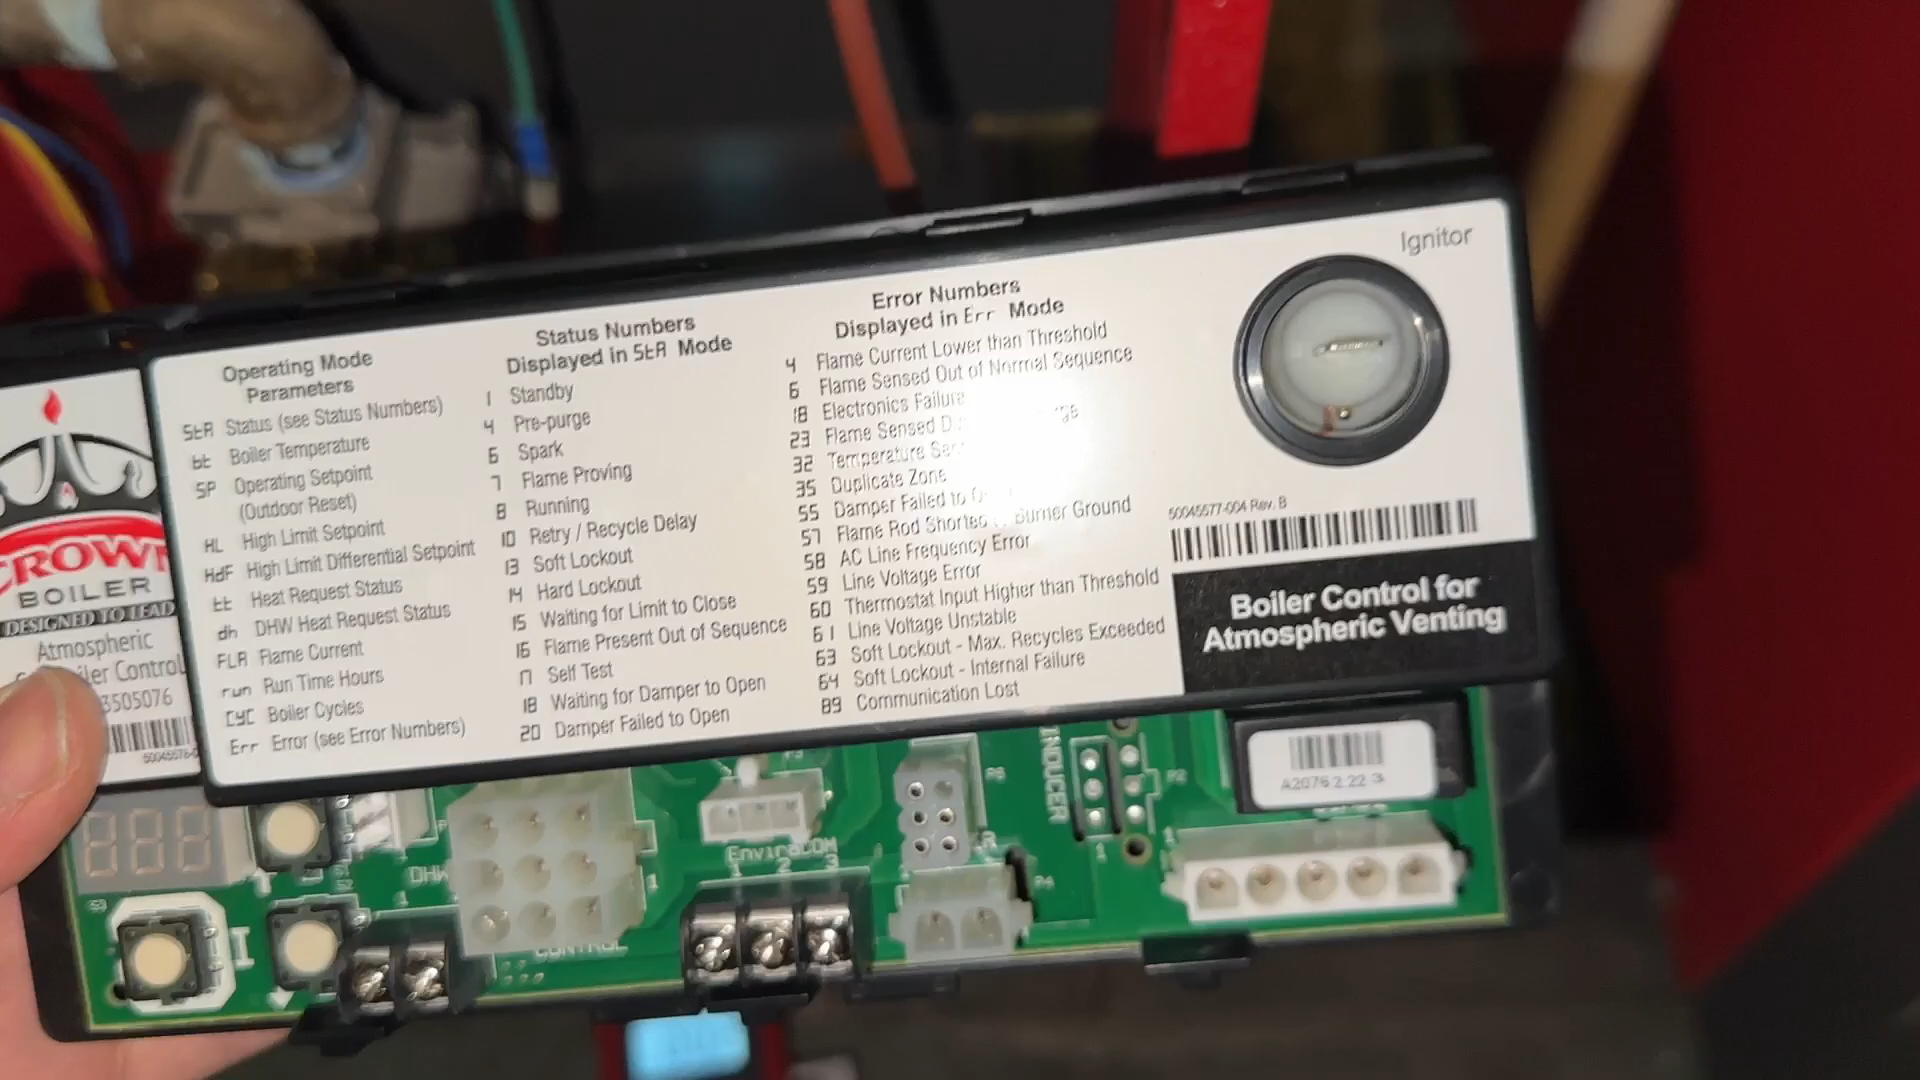 CROWN
BOILER
DESIGNED TO LEAD
Atmospheric
Control
3505076
Operating Mode
Parameters
StA Status (see Status Numbers)
bt Boiler Temperature
SP Operating Setpoint
(Outdoor Reset)
HL High Limit Setpoint
HdF High Limit Differential Setpoint
tt Heat Request Status
dh DHW Heat Request Status
FLA Flame Current
run Run Time Hours
CYC Boiler Cycles
Err Error (see Error Numbers)
Status Numbers
Displayed in StA Mode
1 Standby
4 Pre-purge
6 Spark
7 Flame Proving
8 Running
10 Retry / Recycle Delay
13 Soft Lockout
14 Hard Lockout
15 Waiting for Limit to Close
16 Flame Present Out of Sequence
17 Self Test
18 Waiting for Damper to Open
20 Damper Failed to Open
Error Numbers
Displayed in Err Mode
4 Flame Current Lower than Threshold
6 Flame Sensed Out of Normal Sequence
18 Electronics Failure
23 Flame Sensed
32 Temperature
35 Duplicate Zone
55 Damper Failed to
57 Flame Rod Shorted Burner Ground
58 AC Line Frequency Error
59 Line Voltage Error
60 Thermostat Input Higher than Threshold
61 Line Voltage Unstable
63 Soft Lockout - Max. Recycles Exceeded
64 Soft Lockout - Internal Failure
89 Communication Lost
Ignitor
50045577-004 Rev. B
Boiler Control for
Atmospheric Venting
A2076 2 22 3
INDUCER
P2
P4
EnviraCOM
1 2 3
DHW
CONTROL